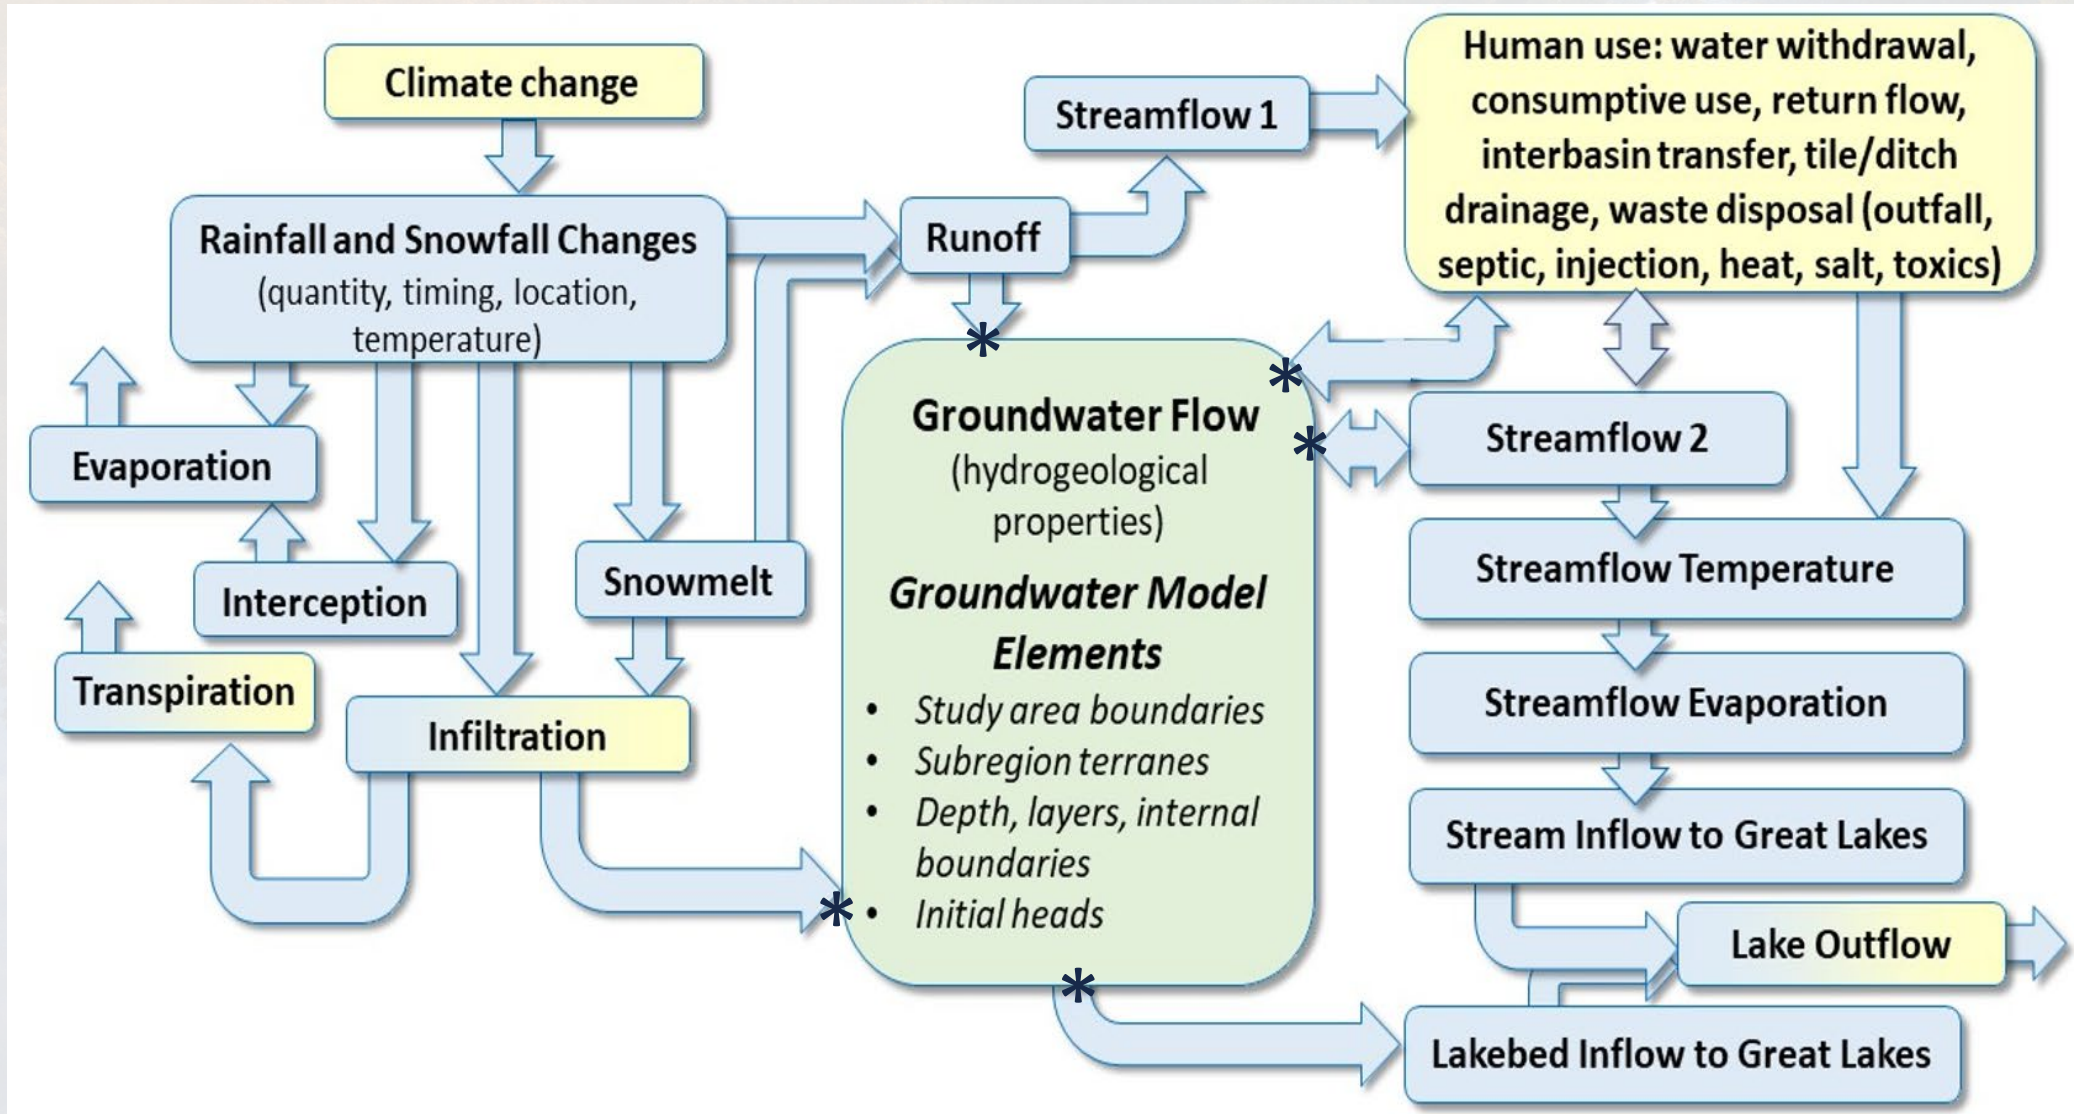 Climate change
Rainfall and Snowfall Changes
(quantity, timing, location,
temperature)
Evaporation
Interception
Transpiration
Infiltration
Snowmelt
Runoff
Streamflow 1
Human use: water withdrawal,
consumptive use, return flow,
interbasin transfer, tile/ditch
drainage, waste disposal (outfall,
septic, injection, heat, salt, toxics)
*
*
*
*
*
Groundwater Flow
(hydrogeological
properties)
Groundwater Model
Elements
• Study area boundaries
• Subregion terranes
• Depth, layers, internal
boundaries
• Initial heads
Streamflow 2
Streamflow Temperature
Streamflow Evaporation
Stream Inflow to Great Lakes
Lake Outflow
Lakebed Inflow to Great Lakes